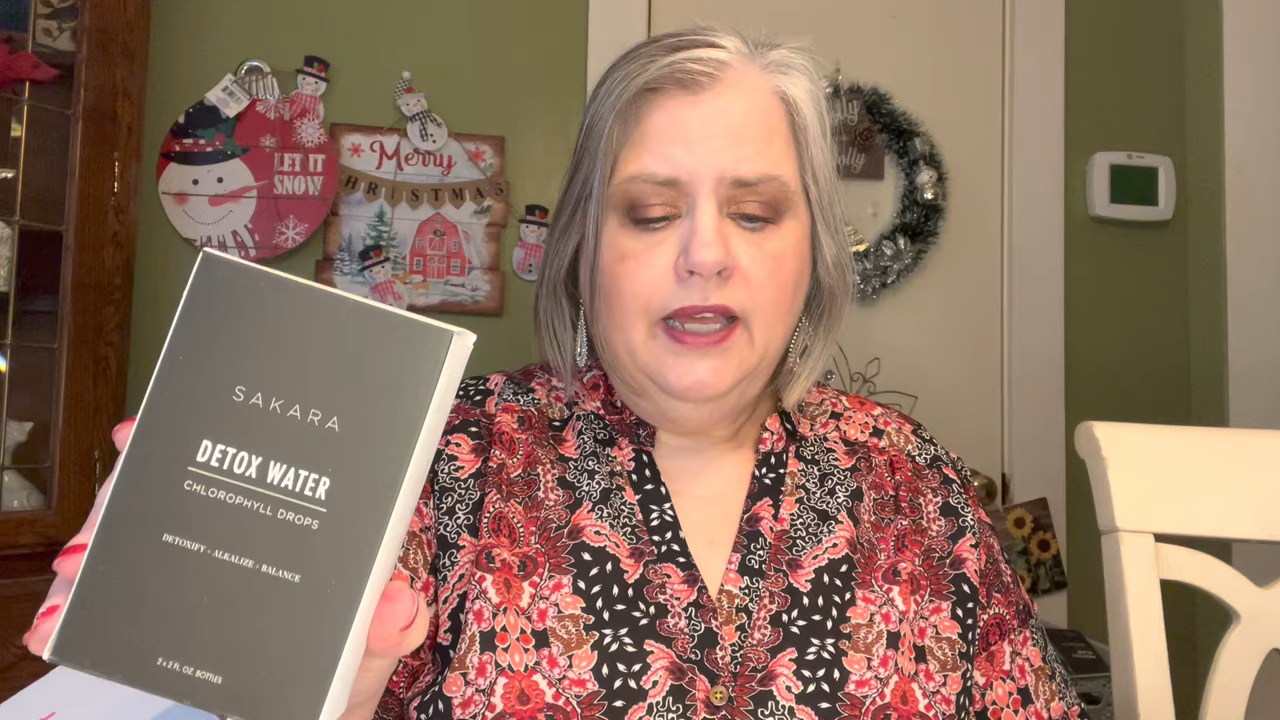 LET IT
SNOW
Merry
CHRISTMAS
SAKARA
DETOX WATER
CHLOROPHYLL DROPS
DETOXIFY · ALKALIZE · BALANCE
2 x 2 FL OZ. BOTTLES